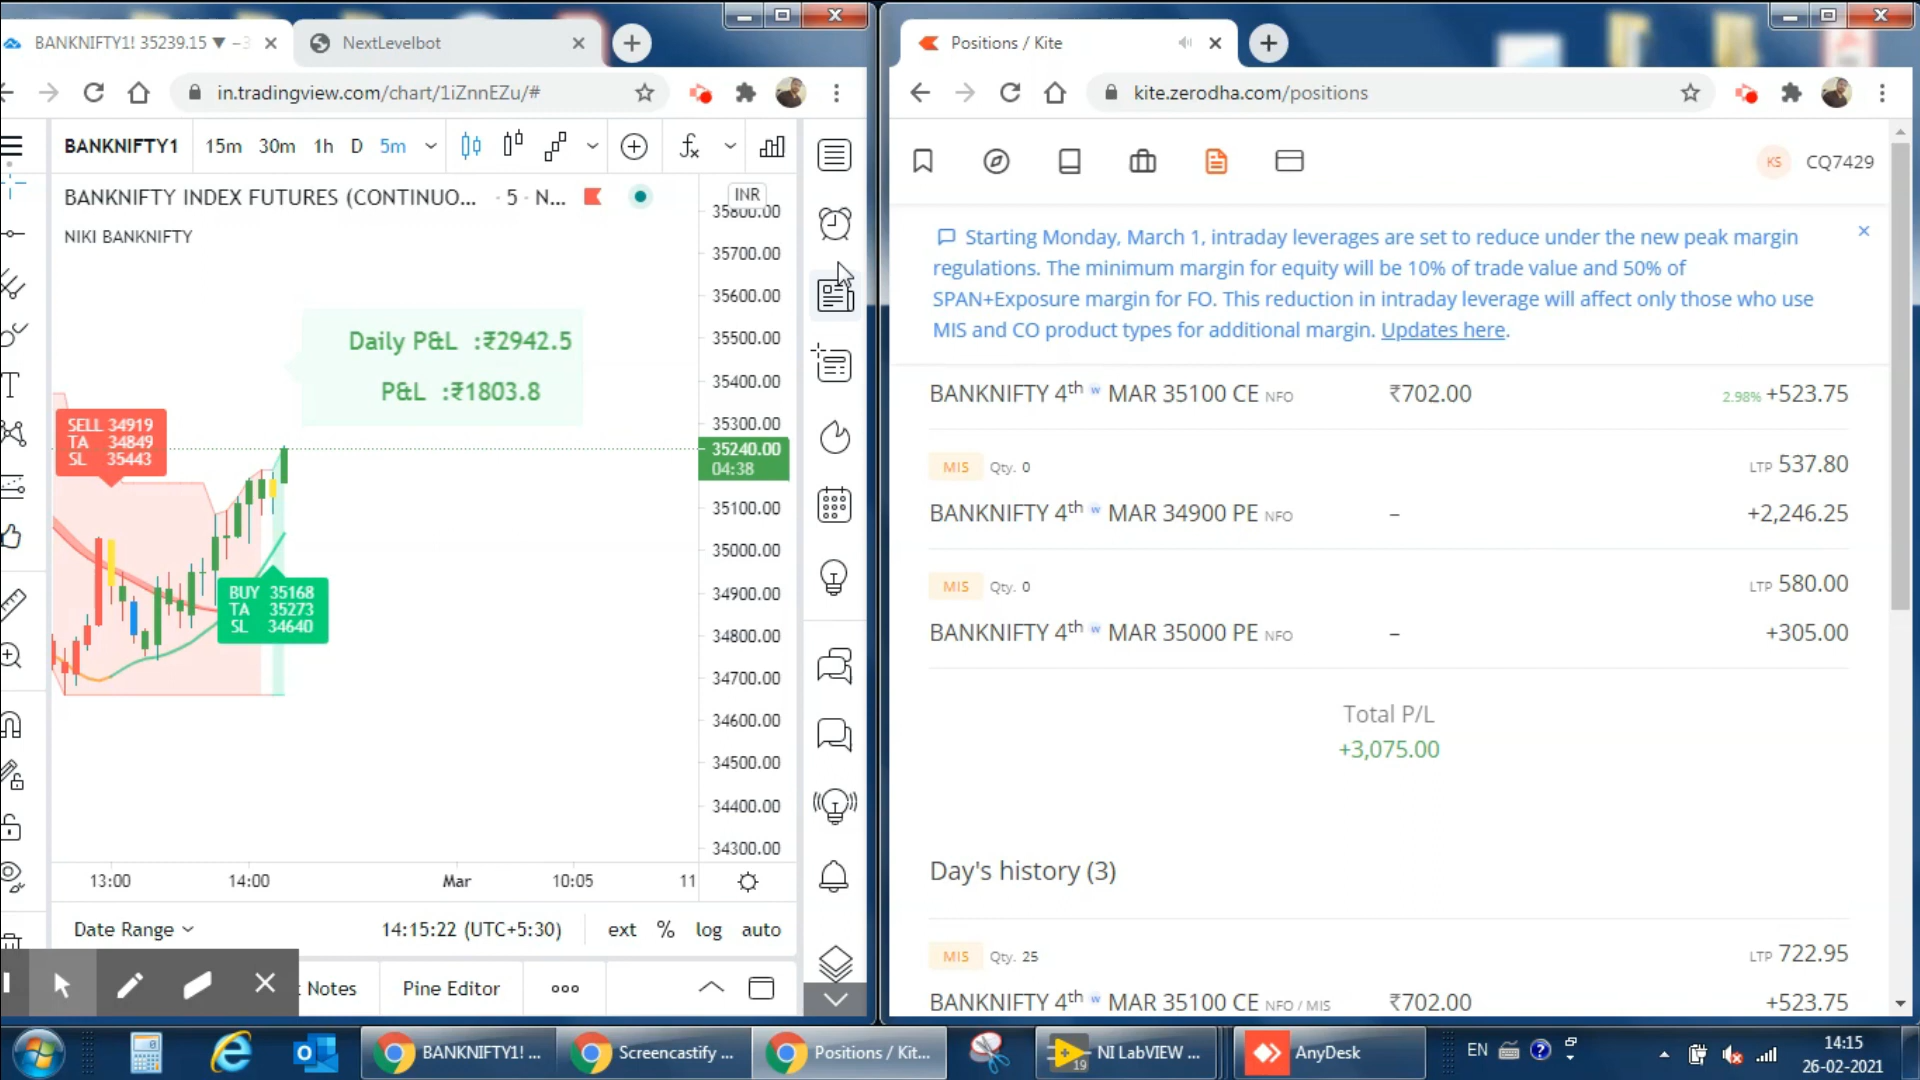 BANKNIFTY1! 35239.15 ▼ −3
NextLevelbot
in.tradingview.com/chart/1iZnnEZu/#
BANKNIFTY1
15m 30m 1h D 5m
BANKNIFTY INDEX FUTURES (CONTINUO... · 5 · N...
NIKI BANKNIFTY
INR
35800.00
35700.00
35600.00
35500.00
35400.00
35300.00
35240.00
04:38
35100.00
35000.00
34900.00
34800.00
34700.00
34600.00
34500.00
34400.00
34300.00
Daily P&L :₹2942.5
P&L :₹1803.8
SELL 34919
TA 34849
SL 35443
BUY 35168
TA 35273
SL 34640
13:00 14:00 Mar 10:05 11
Date Range
14:15:22 (UTC+5:30) ext % log auto
Notes Pine Editor
Positions / Kite
kite.zerodha.com/positions
KS CQ7429
Starting Monday, March 1, intraday leverages are set to reduce under the new peak margin
regulations. The minimum margin for equity will be 10% of trade value and 50% of
SPAN+Exposure margin for FO. This reduction in intraday leverage will affect only those who use
MIS and CO product types for additional margin. Updates here.
BANKNIFTY 4th w MAR 35100 CE NFO ₹702.00 2.98% +523.75
MIS Qty. 0 LTP 537.80
BANKNIFTY 4th w MAR 34900 PE NFO – +2,246.25
MIS Qty. 0 LTP 580.00
BANKNIFTY 4th w MAR 35000 PE NFO – +305.00
Total P/L
+3,075.00
Day's history (3)
MIS Qty. 25 LTP 722.95
BANKNIFTY 4th w MAR 35100 CE NFO / MIS ₹702.00 +523.75
BANKNIFTY1! ...
Screencastify ...
Positions / Kit...
19
NI LabVIEW ...
AnyDesk
EN
14:15
26-02-2021